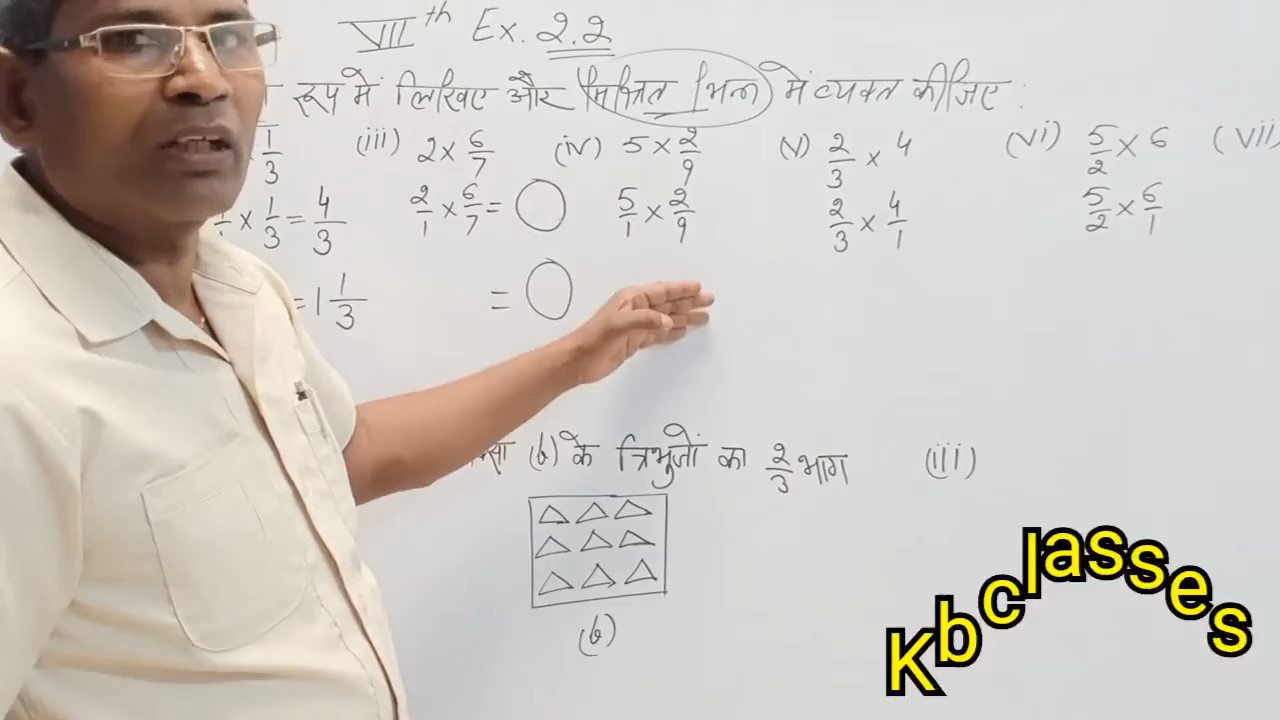 VII th Ex. 2.2
रूप में लिखिए और मिश्रित भिन्न में व्यक्त कीजिए :
1/3 (iii) 2 × 6/7 (iv) 5 × 2/9 (v) 2/3 × 4 (vi) 5/2 × 6 (vii)
× 1/3 = 4/3 2/1 × 6/7 = 5/1 × 2/9 2/3 × 4/1 5/2 × 6/1
= 1 1/3 =
(b) के त्रिभुजों का 2/3 भाग (iii)
(b)
Kbclasses